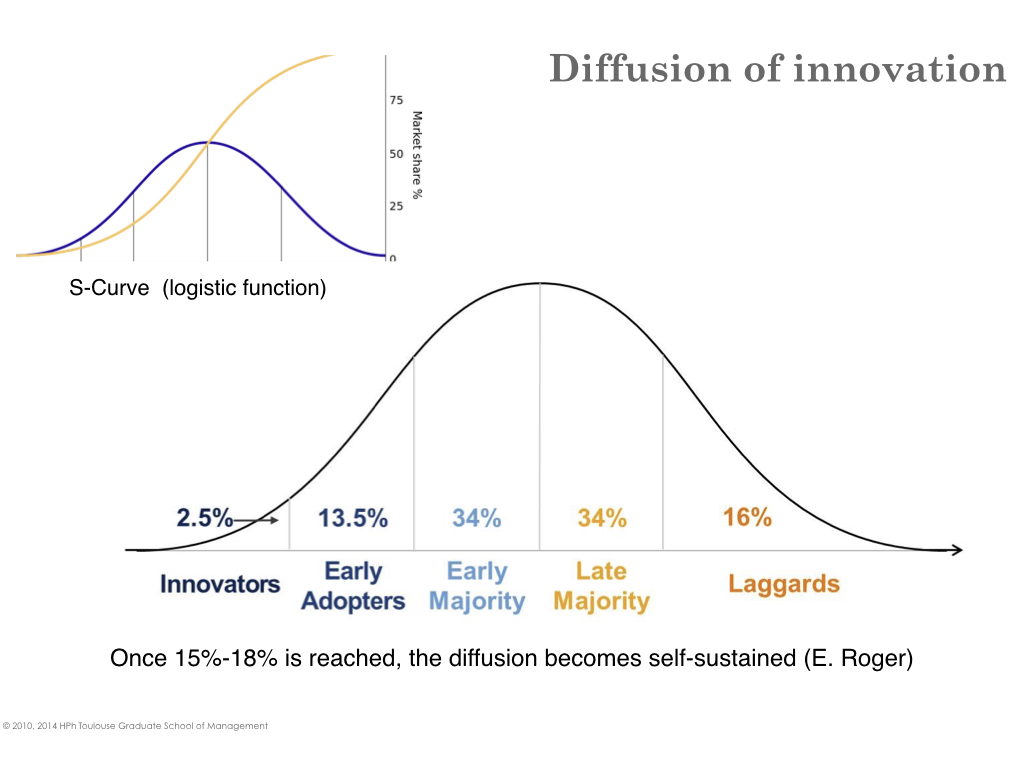 Diffusion of innovation
75
50
25
0
Market share %
S-Curve (logistic function)
2.5%
13.5%
34%
34%
16%
Innovators
Early
Adopters
Early
Majority
Late
Majority
Laggards
Once 15%-18% is reached, the diffusion becomes self-sustained (E. Roger)
© 2010, 2014 HPh Toulouse Graduate School of Management